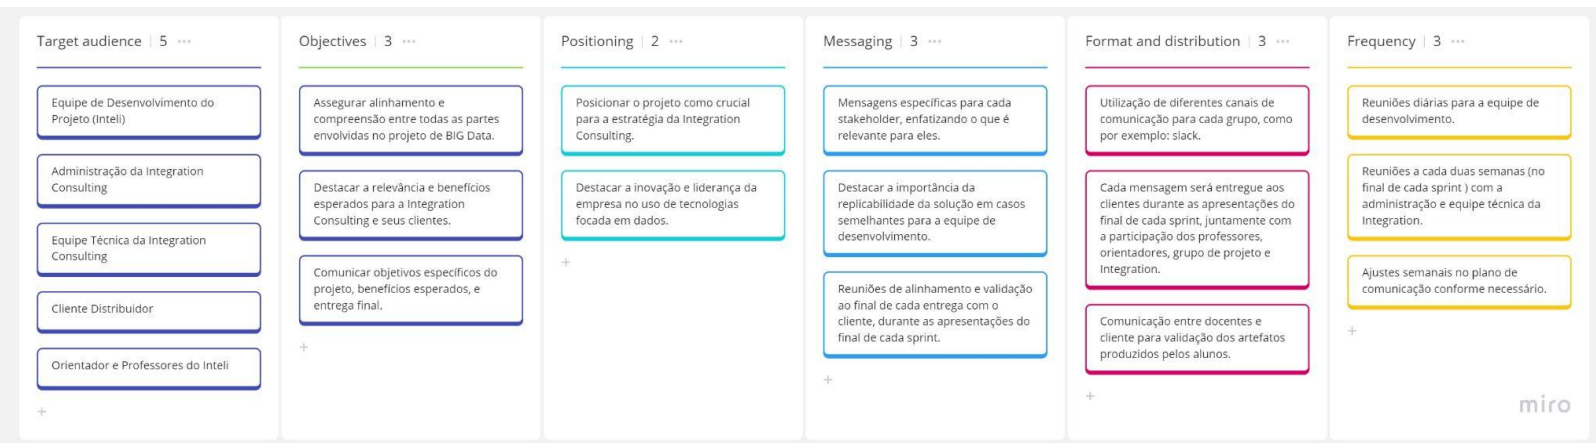 Target audience | 5 ···
Equipe de Desenvolvimento do
Projeto (Inteli)
Administração da Integration
Consulting
Equipe Técnica da Integration
Consulting
Cliente Distribuidor
Orientador e Professores do Inteli
+
Objectives | 3 ···
Assegurar alinhamento e
compreensão entre todas as partes
envolvidas no projeto de BIG Data.
Destacar a relevância e benefícios
esperados para a Integration
Consulting e seus clientes.
Comunicar objetivos específicos do
projeto, benefícios esperados, e
entrega final.
+
Positioning | 2 ···
Posicionar o projeto como crucial
para a estratégia da Integration
Consulting.
Destacar a inovação e liderança da
empresa no uso de tecnologias
focada em dados.
+
Messaging | 3 ···
Mensagens específicas para cada
stakeholder, enfatizando o que é
relevante para eles.
Destacar a importância da
replicabilidade da solução em casos
semelhantes para a equipe de
desenvolvimento.
Reuniões de alinhamento e validação
ao final de cada entrega com o
cliente, durante as apresentações do
final de cada sprint.
+
Format and distribution | 3 ···
Utilização de diferentes canais de
comunicação para cada grupo, como
por exemplo: slack.
Cada mensagem será entregue aos
clientes durante as apresentações do
final de cada sprint, juntamente com
a participação dos professores,
orientadores, grupo de projeto e
Integration.
Comunicação entre docentes e
cliente para validação dos artefatos
produzidos pelos alunos.
+
Frequency | 3 ···
Reuniões diárias para a equipe de
desenvolvimento.
Reuniões a cada duas semanas (no
final de cada sprint ) com a
administração e equipe técnica da
Integration.
Ajustes semanais no plano de
comunicação conforme necessário.
+
miro